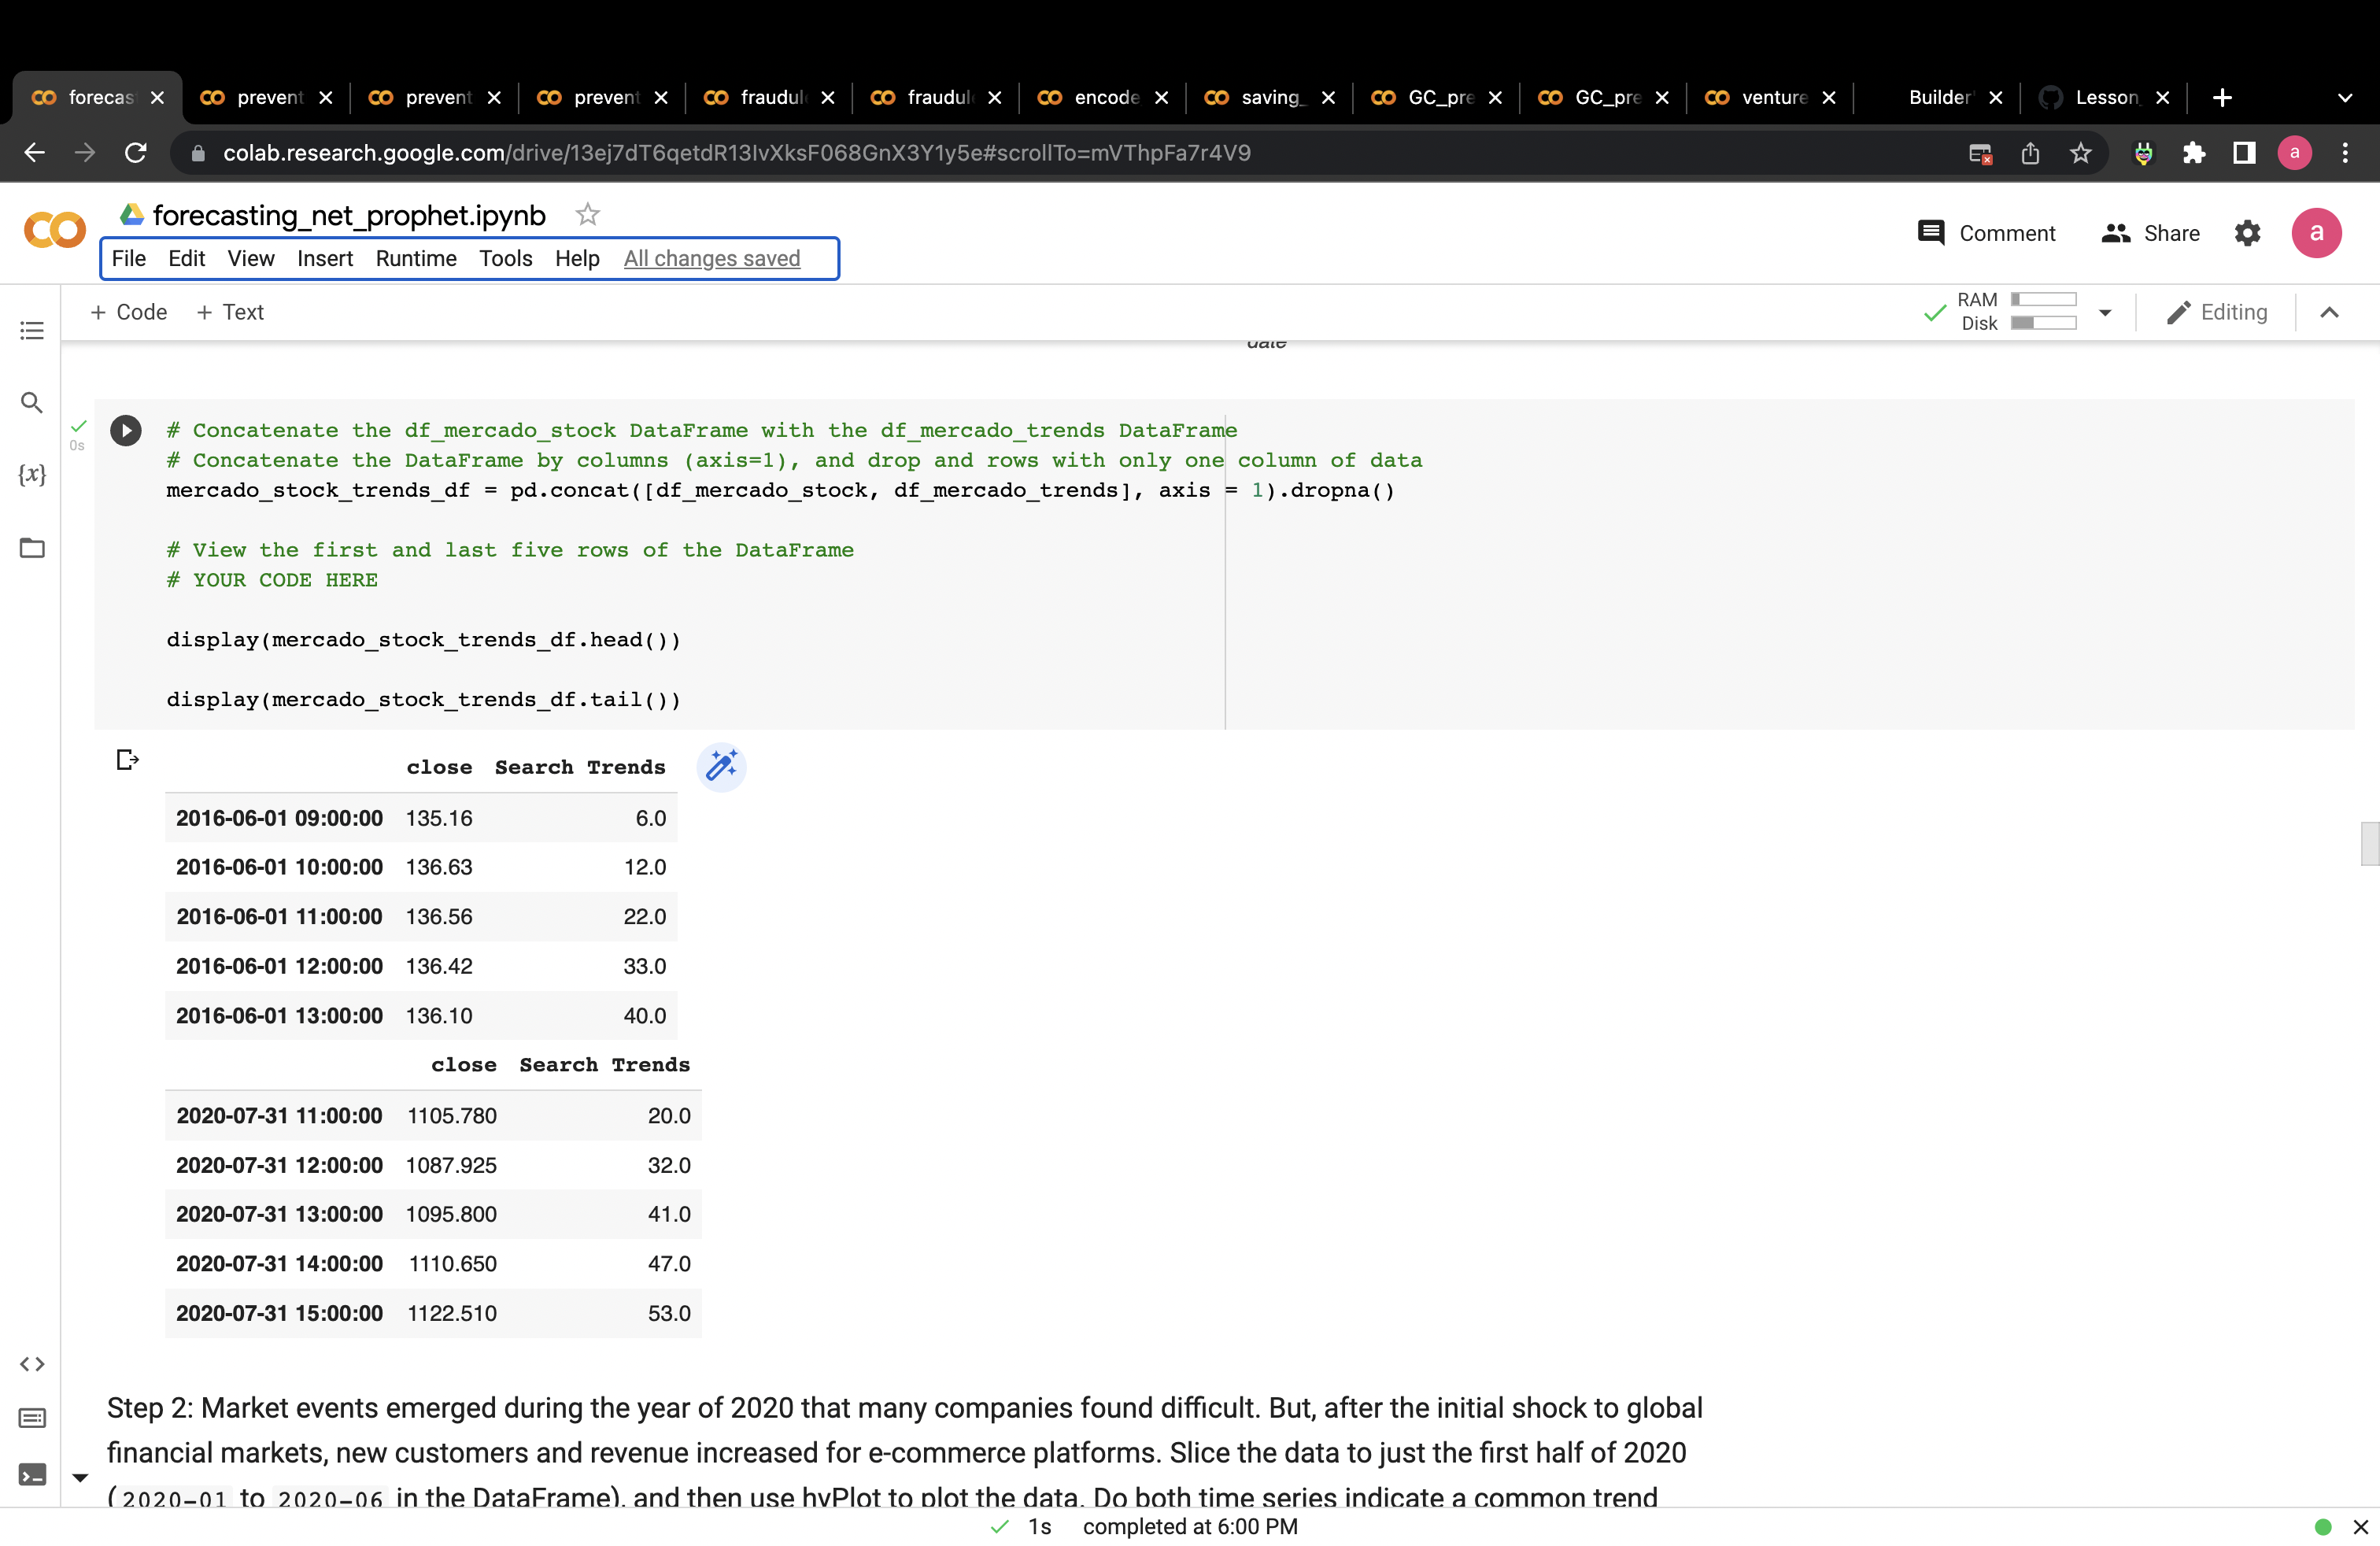 forecas
prevent
prevent
prevent
fraudul
fraudul
encode
saving_
GC_pre
GC_pre
venture
Builder'
Lesson_
colab.research.google.com/drive/13ej7dT6qetdR13IvXksF068GnX3Y1y5e#scrollTo=mVThpFa7r4V9
a
forecasting_net_prophet.ipynb
File Edit View Insert Runtime Tools Help All changes saved
Comment
Share
a
+ Code + Text
RAM
Disk
Editing
date
0s
# Concatenate the df_mercado_stock DataFrame with the df_mercado_trends DataFrame
# Concatenate the DataFrame by columns (axis=1), and drop and rows with only one column of data
mercado_stock_trends_df = pd.concat([df_mercado_stock, df_mercado_trends], axis = 1).dropna()
# View the first and last five rows of the DataFrame
# YOUR CODE HERE
display(mercado_stock_trends_df.head())
display(mercado_stock_trends_df.tail())
{x}
close Search Trends
2016-06-01 09:00:00 135.16 6.0
2016-06-01 10:00:00 136.63 12.0
2016-06-01 11:00:00 136.56 22.0
2016-06-01 12:00:00 136.42 33.0
2016-06-01 13:00:00 136.10 40.0
close Search Trends
2020-07-31 11:00:00 1105.780 20.0
2020-07-31 12:00:00 1087.925 32.0
2020-07-31 13:00:00 1095.800 41.0
2020-07-31 14:00:00 1110.650 47.0
2020-07-31 15:00:00 1122.510 53.0
Step 2: Market events emerged during the year of 2020 that many companies found difficult. But, after the initial shock to global
financial markets, new customers and revenue increased for e-commerce platforms. Slice the data to just the first half of 2020
(2020-01 to 2020-06 in the DataFrame), and then use hvPlot to plot the data. Do both time series indicate a common trend
1s completed at 6:00 PM